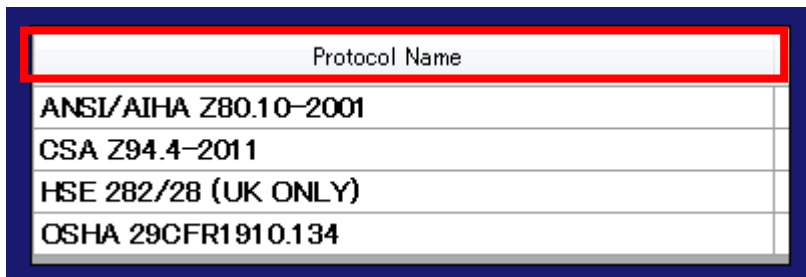 Protocol Name
ANSI/AIHA Z80.10-2001
CSA Z94.4-2011
HSE 282/28 (UK ONLY)
OSHA 29CFR1910.134